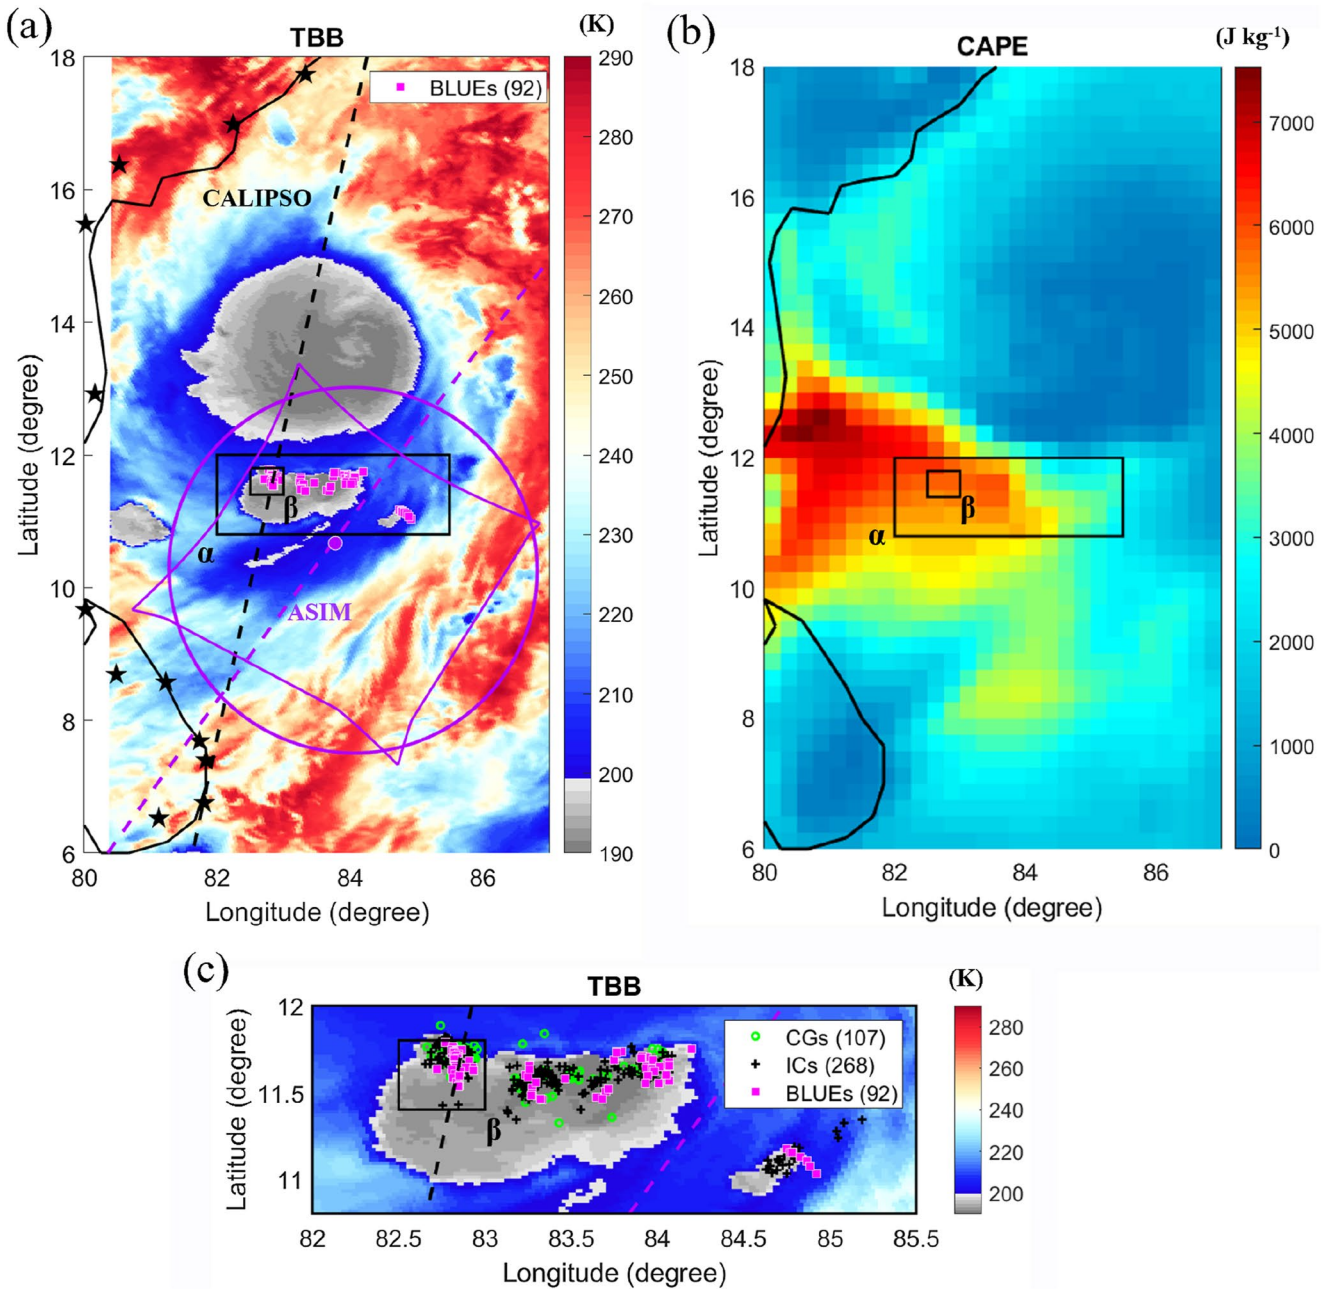 (a)
TBB
(K)
BLUEs (92)
CALIPSO
β
α
ASIM
18
16
14
12
10
8
6
80
82
84
86
Latitude (degree)
Longitude (degree)
290
280
270
260
250
240
230
220
210
200
190
(b)
CAPE
(J kg-1)
β
α
18
16
14
12
10
8
6
80
82
84
86
Latitude (degree)
Longitude (degree)
7000
6000
5000
4000
3000
2000
1000
0
(c)
TBB
(K)
CGs (107)
ICs (268)
BLUEs (92)
β
12
11.5
11
82
82.5
83
83.5
84
84.5
85
85.5
Latitude (degree)
Longitude (degree)
280
260
240
220
200